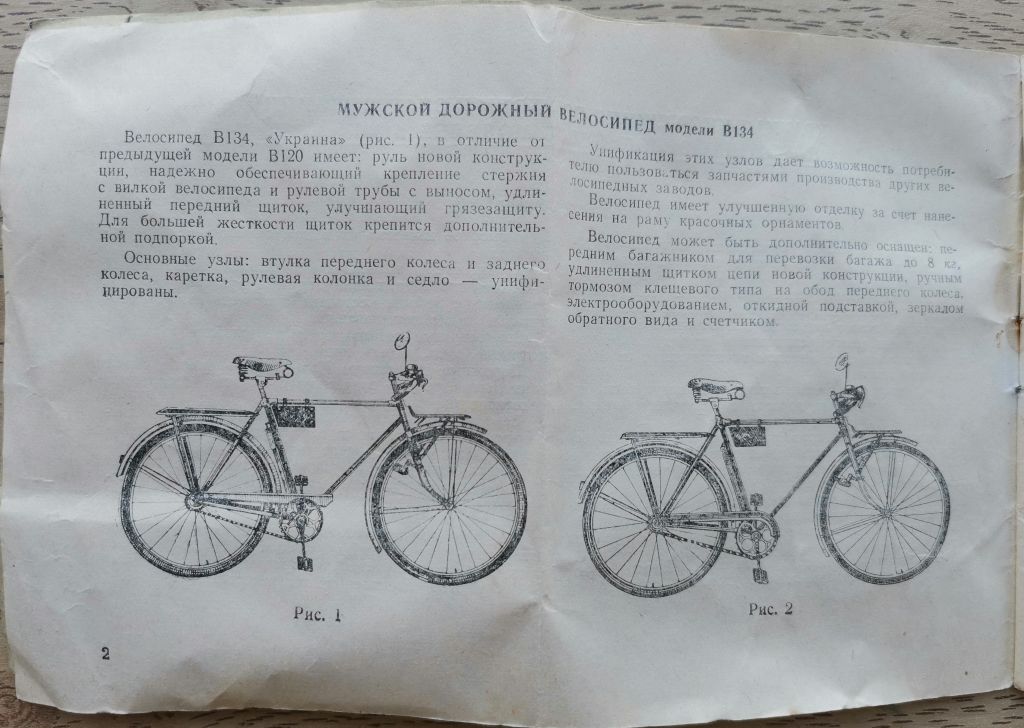 МУЖСКОЙ ДОРОЖНЫЙ ВЕЛОСИПЕД модели В134
Велосипед В134, «Украина» (рис. 1), в отличие от
предыдущей модели В120 имеет: руль новой конструк-
ции, надежно обеспечивающий крепление стержня
с вилкой велосипеда и рулевой трубы с выносом, удли-
ненный передний щиток, улучшающий грязезащиту.
Для большей жесткости щиток крепится дополнитель-
ной подпоркой.
Основные узлы: втулка переднего колеса и заднего
колеса, каретка, рулевая колонка и седло — унифи-
цированы.
Унификация этих узлов дает возможность потреби-
телю пользоваться запчастями производства других ве-
лосипедных заводов.
Велосипед имеет улучшенную отделку за счет нане-
сения на раму красочных орнаментов.
Велосипед может быть дополнительно оснащен: пе-
редним багажником для перевозки багажа до 8 кг,
удлиненным щитком цепи новой конструкции, ручным
тормозом клещевого типа на обод переднего колеса,
электрооборудованием, откидной подставкой, зеркалом
обратного вида и счетчиком.
Рис. 1
Рис. 2
2